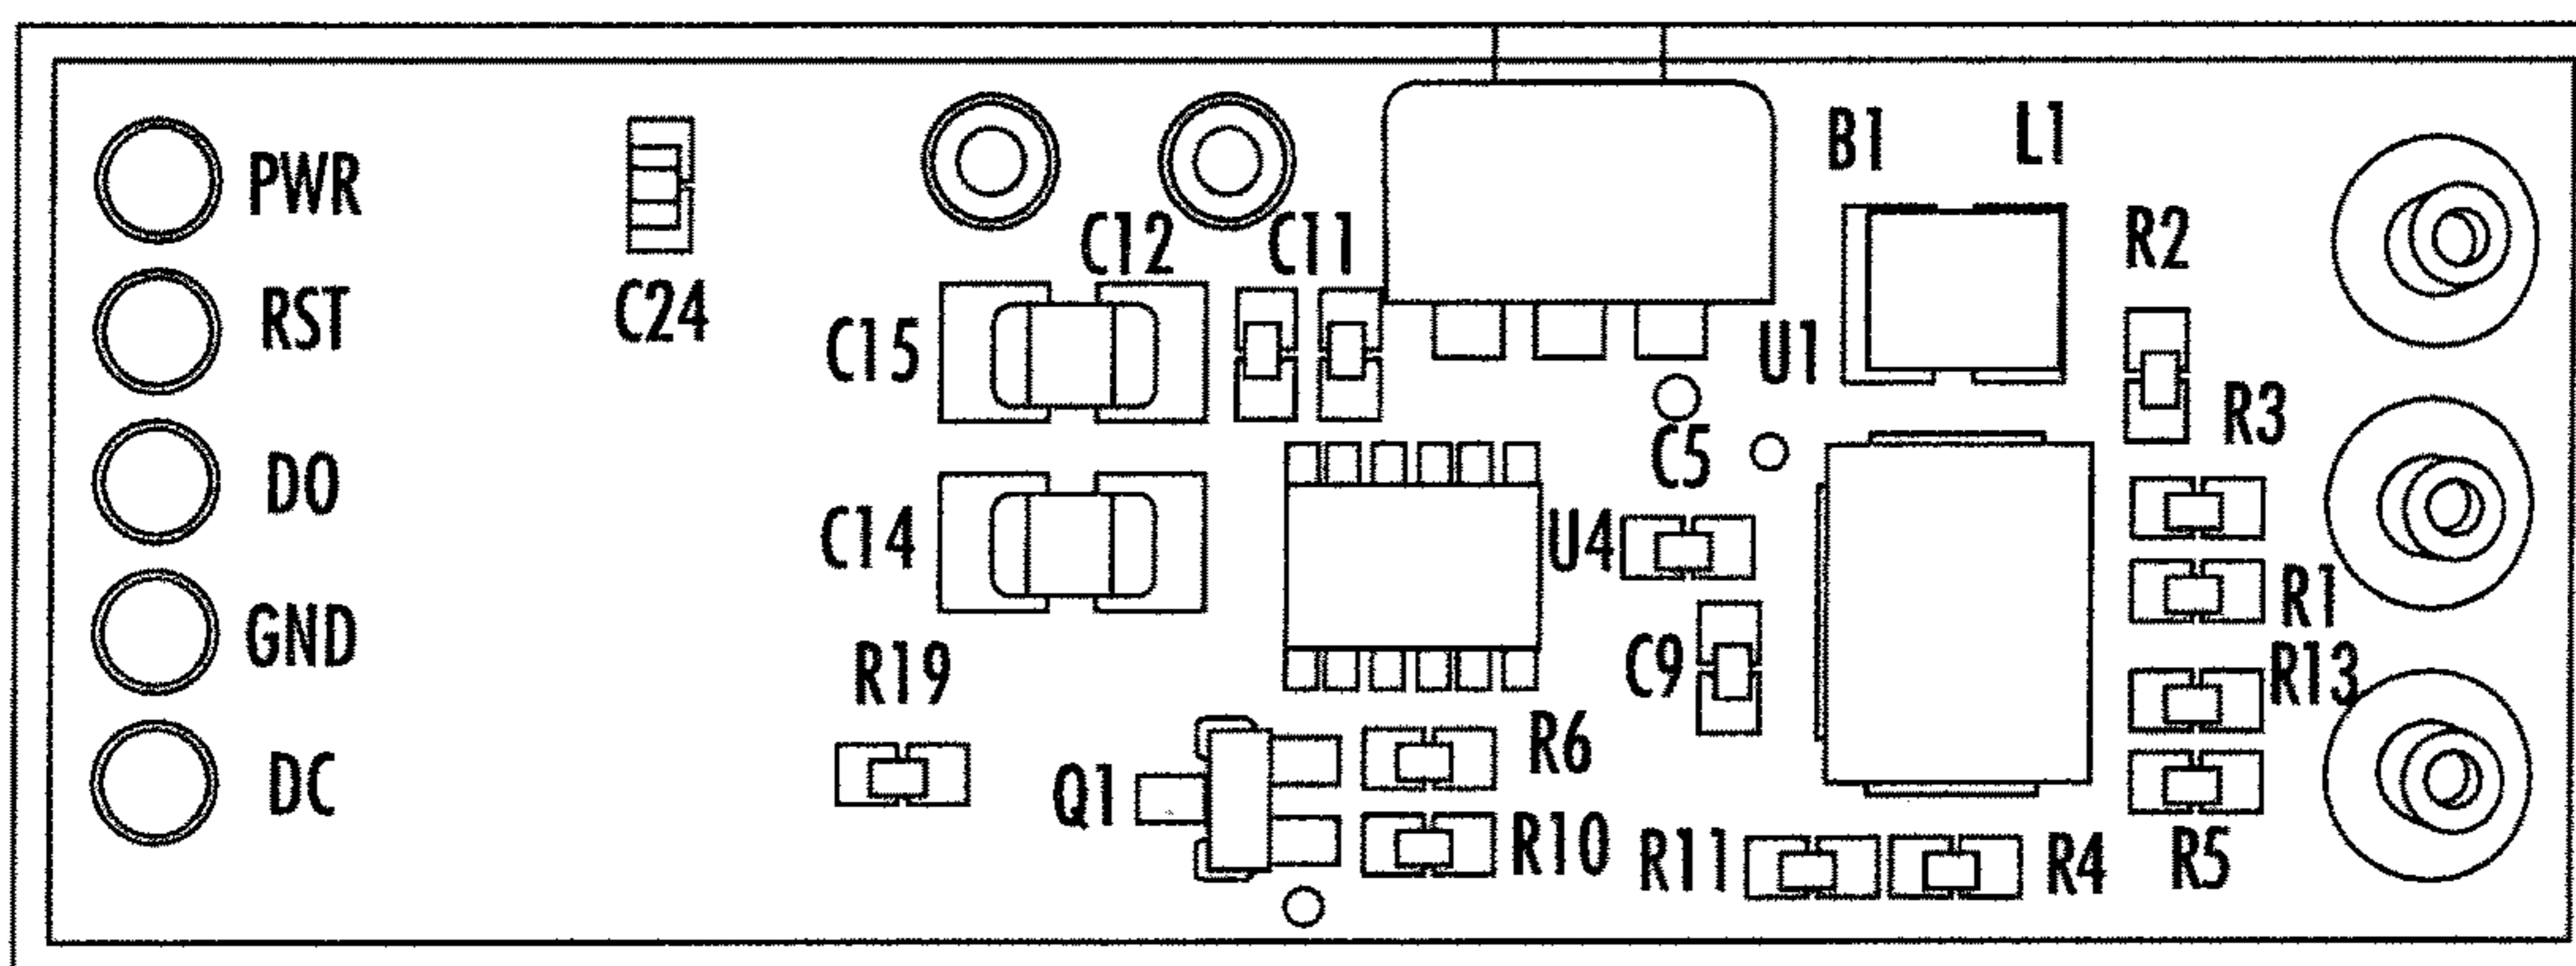 PWR
RST
DO
GND
DC
C24
C12
C11
C15
C14
R19
Q1
B1
L1
U1
R2
R3
C5
U4
C9
R1
R13
R6
R10
R11
R4
R5